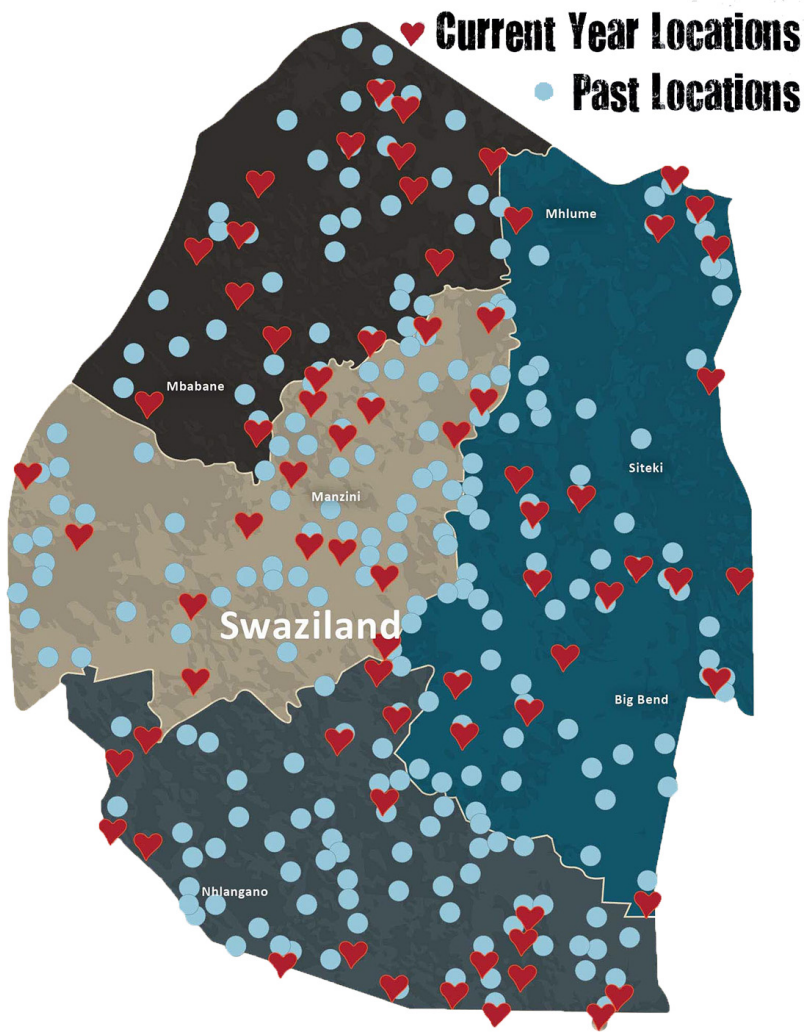 Current Year Locations
Past Locations
Mhlume
Mbabane
Siteki
Manzini
Swaziland
Big Bend
Nhlangano